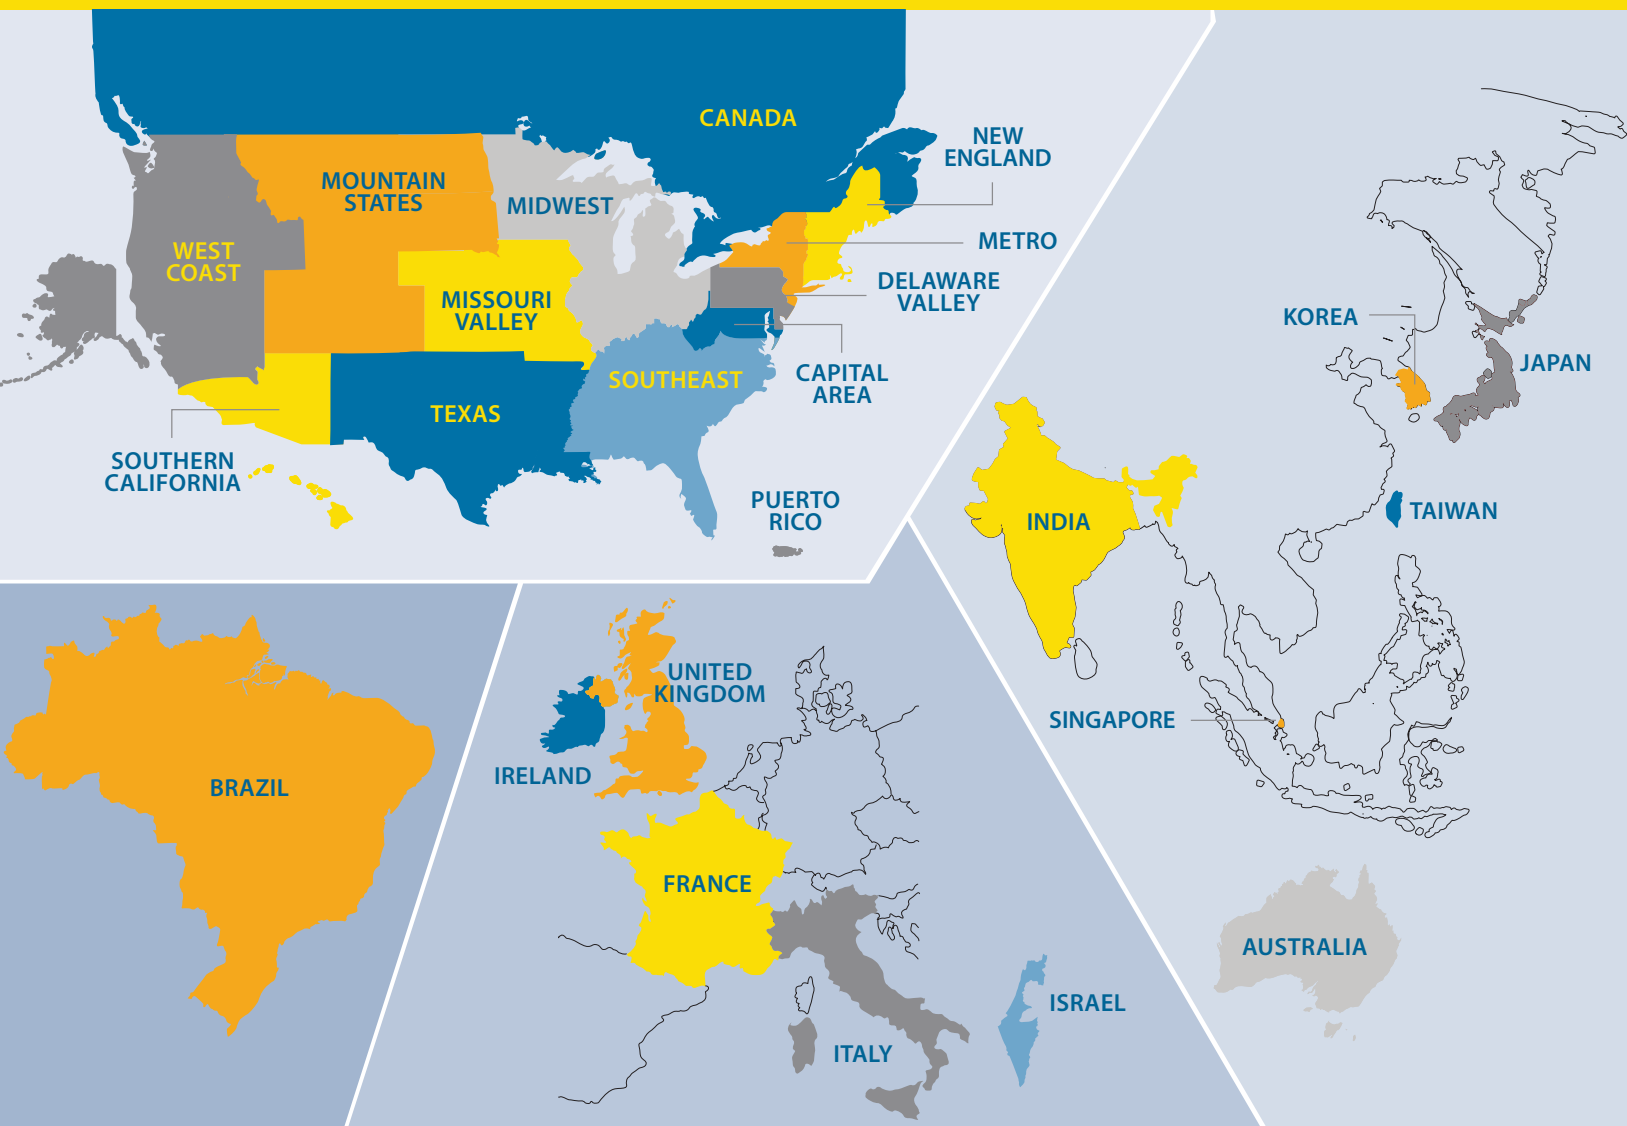 CANADA
NEW
ENGLAND
MOUNTAIN
STATES
MIDWEST
METRO
WEST
COAST
DELAWARE
VALLEY
MISSOURI
VALLEY
CAPITAL
AREA
SOUTHEAST
TEXAS
SOUTHERN
CALIFORNIA
PUERTO
RICO
KOREA
JAPAN
INDIA
TAIWAN
SINGAPORE
AUSTRALIA
BRAZIL
UNITED
KINGDOM
IRELAND
FRANCE
ITALY
ISRAEL